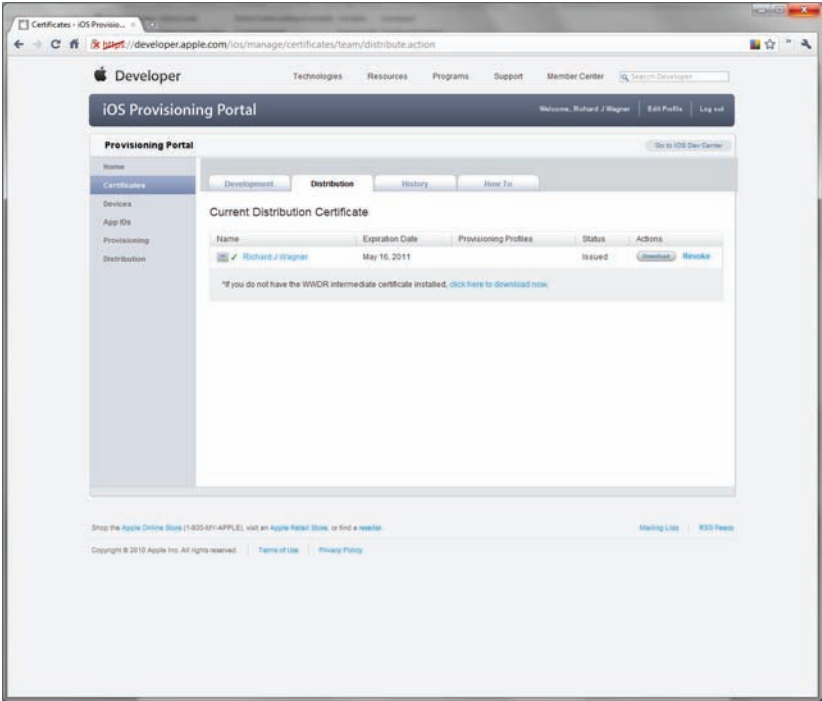 Certificates - iOS Provisio...
https://developer.apple.com/ios/manage/certificates/team/distribute.action
Developer
Technologies Resources Programs Support Member Center Search Developer
iOS Provisioning Portal
Welcome, Richard J Wagner Edit Profile Log out
Provisioning Portal
Go to iOS Dev Center
Home
Certificates
Devices
App IDs
Provisioning
Distribution
Development Distribution History How To
Current Distribution Certificate
Name Expiration Date Provisioning Profiles Status Actions
Richard J Wagner May 16, 2011 Issued Download Revoke
*If you do not have the WWDR intermediate certificate installed, click here to download now.
Shop the Apple Online Store (1-800-MY-APPLE), visit an Apple Retail Store, or find a reseller.
Mailing Lists RSS Feeds
Copyright © 2010 Apple Inc. All rights reserved. Terms of Use Privacy Policy